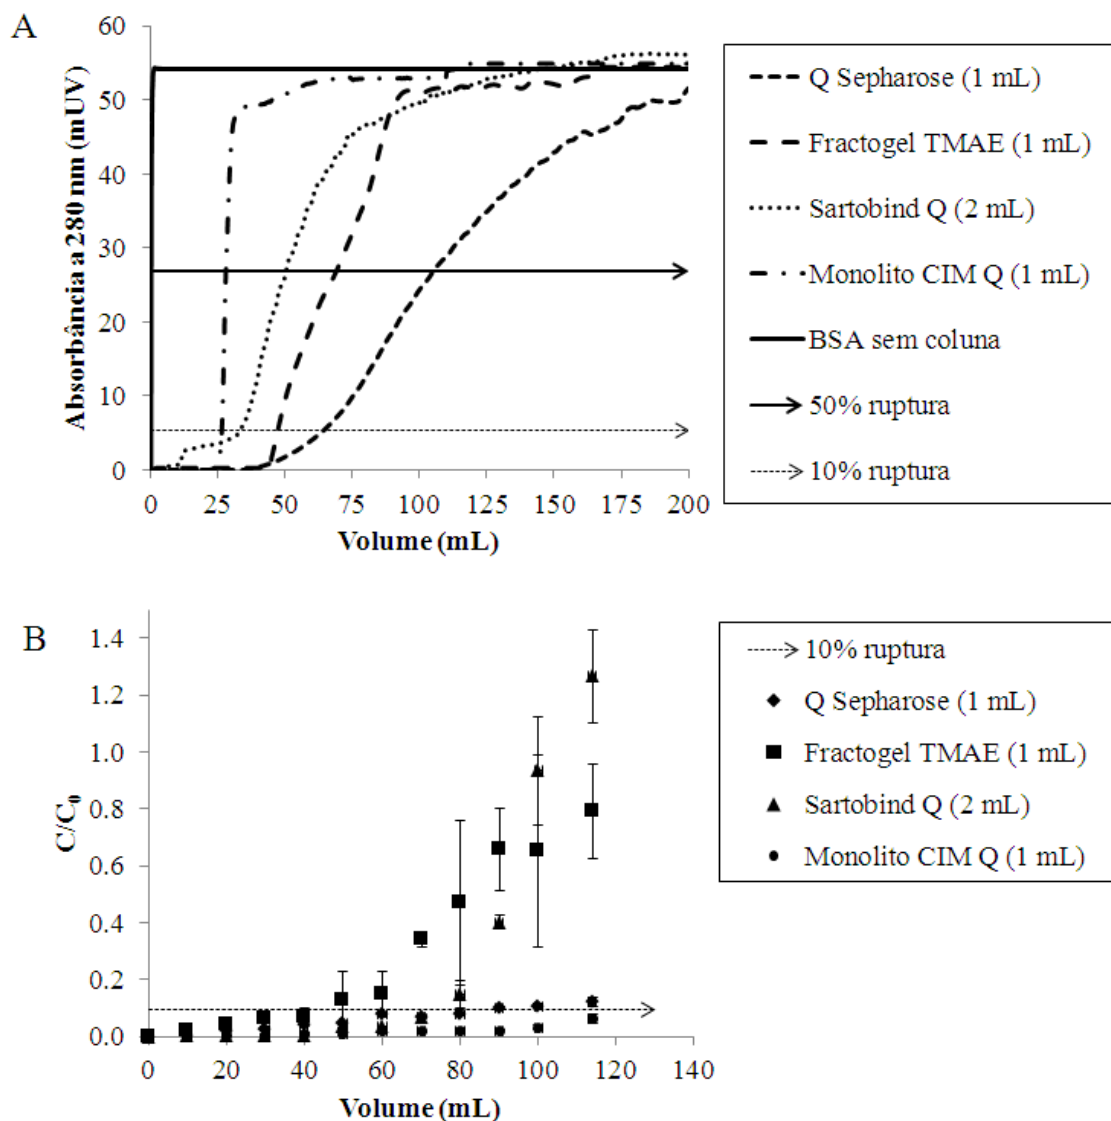 A
Absorbância a 280 nm (mUV)
60
50
40
30
20
10
0
0 25 50 75 100 125 150 175 200
Volume (mL)
Q Sepharose (1 mL)
Fractogel TMAE (1 mL)
Sartobind Q (2 mL)
Monolito CIM Q (1 mL)
BSA sem coluna
50% ruptura
10% ruptura
B
C/C0
1.4
1.2
1.0
0.8
0.6
0.4
0.2
0.0
0 20 40 60 80 100 120 140
Volume (mL)
10% ruptura
Q Sepharose (1 mL)
Fractogel TMAE (1 mL)
Sartobind Q (2 mL)
Monolito CIM Q (1 mL)